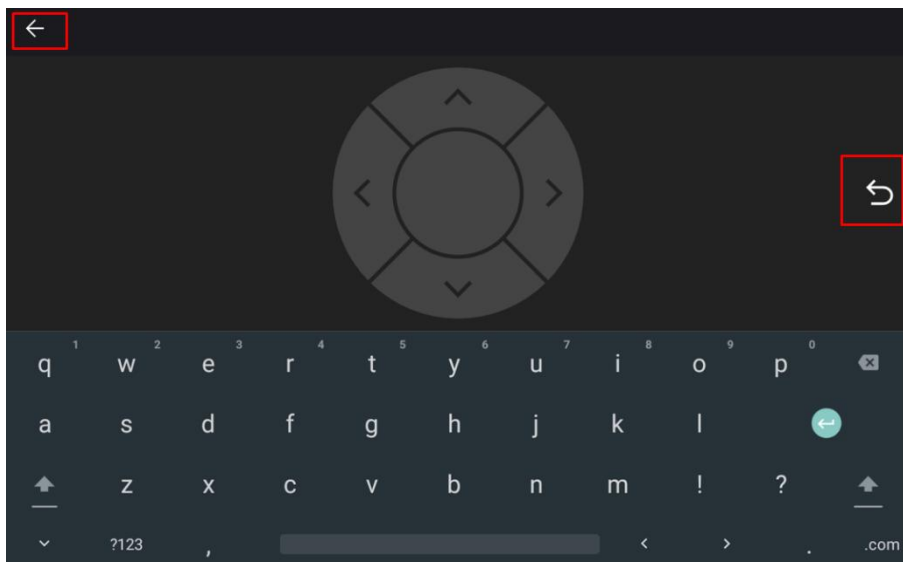 1 2 3 4 5 6 7 8 9 0
q w e r t y u i o p
a s d f g h j k l
z x c v b n m ! ?
?123 , . .com